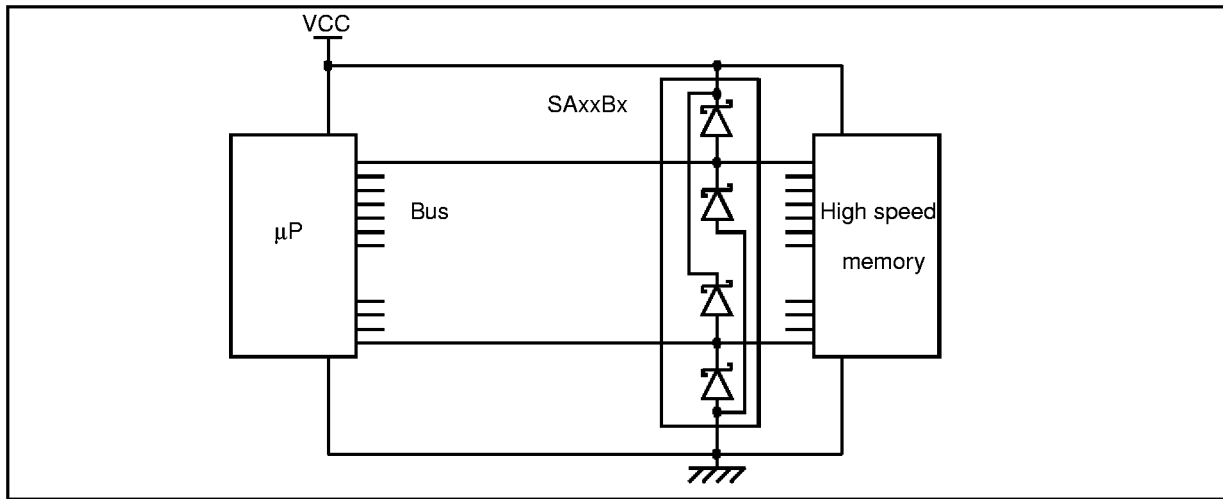 VCC
SAxxBx
μP
Bus
High speed
memory